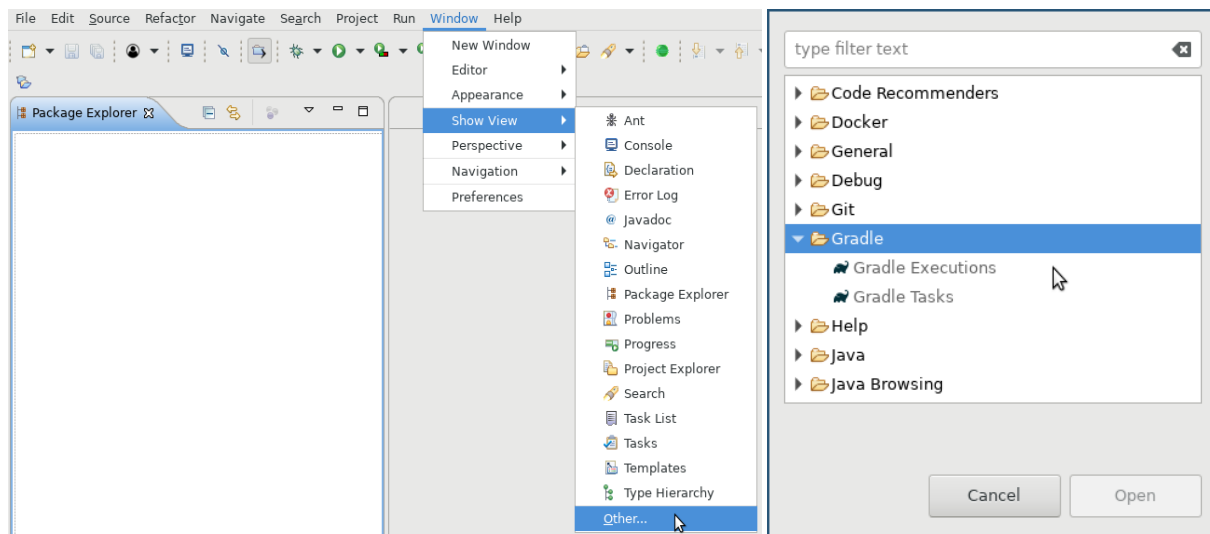 File Edit Source Refactor Navigate Search Project Run Window Help
Package Explorer
New Window
Editor
Appearance
Show View
Perspective
Navigation
Preferences
Ant
Console
Declaration
Error Log
Javadoc
Navigator
Outline
Package Explorer
Problems
Progress
Project Explorer
Search
Task List
Tasks
Templates
Type Hierarchy
Other...
type filter text
Code Recommenders
Docker
General
Debug
Git
Gradle
Gradle Executions
Gradle Tasks
Help
Java
Java Browsing
Cancel Open